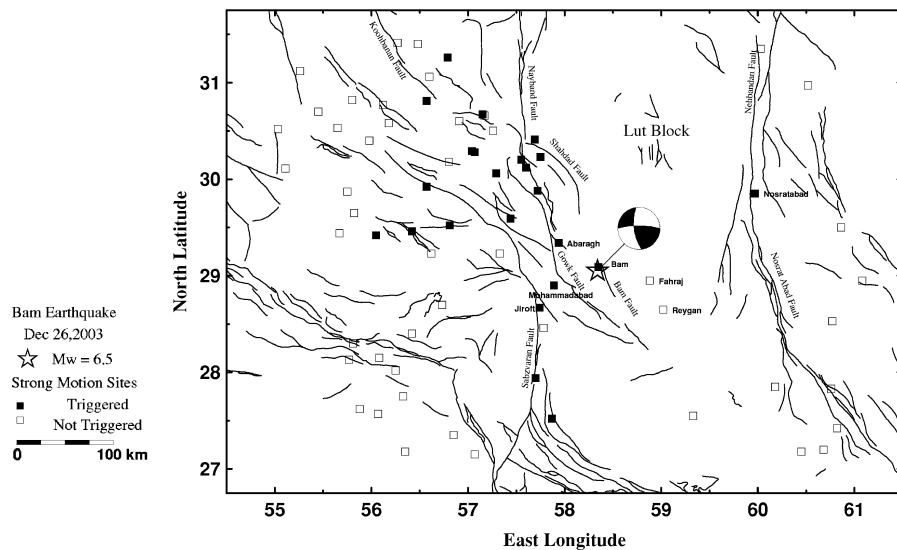 31
30
29
28
27
North Latitude
55
56
57
58
59
60
61
East Longitude
Koohbanan Fault
Nayband Fault
Shahdad Fault
Lut Block
Nehbandan Fault
Nosratabad
Abaragh
Bam
Gowk Fault
Bam Fault
Fahraj
Mohammadabad
Jiroft
Reygan
Nosrat Abad Fault
Sabzvaran Fault
Bam Earthquake
Dec 26,2003
Mw = 6.5
Strong Motion Sites
Triggered
Not Triggered
0 100 km